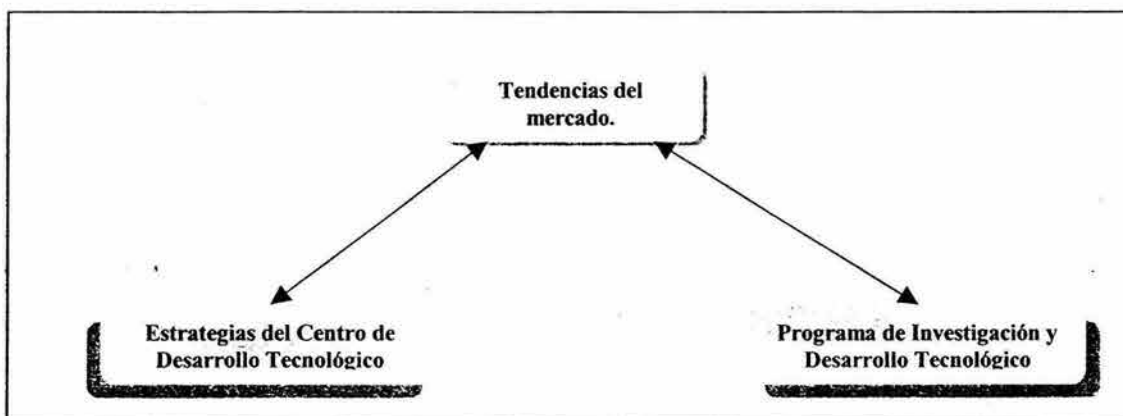 Tendencias del
mercado.
Estrategias del Centro de
Desarrollo Tecnológico
Programa de Investigación y
Desarrollo Tecnológico